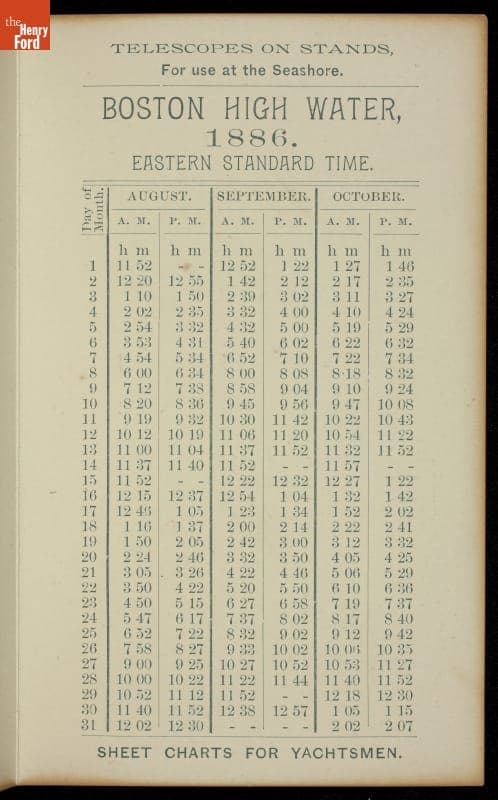 the
Henry
Ford
TELESCOPES ON STANDS,
For use at the Seashore.
BOSTON HIGH WATER,
1886.
EASTERN STANDARD TIME.
Day of Month. AUGUST. SEPTEMBER. OCTOBER.
A. M. P. M. A. M. P. M. A. M. P. M.
h m h m h m h m h m h m
1 11 52 - - 12 52 1 22 1 27 1 46
2 12 20 12 55 1 42 2 12 2 17 2 35
3 1 10 1 50 2 39 3 02 3 11 3 27
4 2 02 2 35 3 32 4 00 4 10 4 24
5 2 54 3 32 4 32 5 00 5 19 5 29
6 3 53 4 31 5 40 6 02 6 22 6 32
7 4 54 5 34 6 52 7 10 7 22 7 34
8 6 00 6 34 8 00 8 08 8 18 8 32
9 7 12 7 38 8 58 9 04 9 10 9 24
10 8 20 8 36 9 45 9 56 9 47 10 08
11 9 19 9 32 10 30 11 42 10 22 10 43
12 10 12 10 19 11 06 11 20 10 54 11 22
13 11 00 11 04 11 37 11 52 11 32 11 52
14 11 37 11 40 11 52 - - 11 57 - -
15 11 52 - - 12 22 12 32 12 27 1 22
16 12 15 12 37 12 54 1 04 1 32 1 42
17 12 46 1 05 1 23 1 34 1 52 2 02
18 1 16 1 37 2 00 2 14 2 22 2 41
19 1 50 2 05 2 42 3 00 3 12 3 32
20 2 24 2 46 3 32 3 50 4 05 4 25
21 3 05 3 26 4 22 4 46 5 06 5 29
22 3 50 4 22 5 20 5 50 6 10 6 36
23 4 50 5 15 6 27 6 58 7 19 7 37
24 5 47 6 17 7 37 8 02 8 17 8 40
25 6 52 7 22 8 32 9 02 9 12 9 42
26 7 58 8 27 9 33 10 02 10 06 10 35
27 9 00 9 25 10 27 10 52 10 53 11 27
28 10 00 10 22 11 22 11 44 11 40 11 52
29 10 52 11 12 11 52 - - 12 18 12 30
30 11 40 11 52 12 38 12 57 1 05 1 15
31 12 02 12 30 - - - - 2 02 2 07
SHEET CHARTS FOR YACHTSMEN.